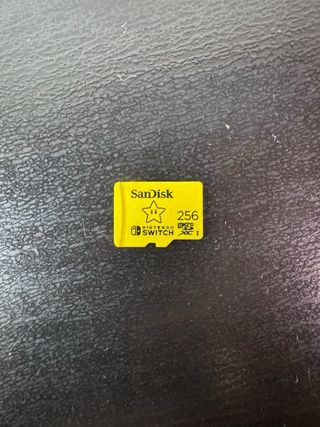 SanDisk
256
NINTENDO
SWITCH
micro
SD
XC I